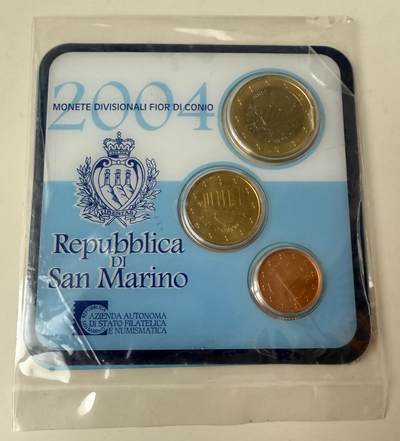 2004
MONETE DIVISIONALI FIOR DI CONIO
Repubblica
DI
San Marino
AZIENDA AUTONOMA
DI STATO FILATELICA
E NUMISMATICA